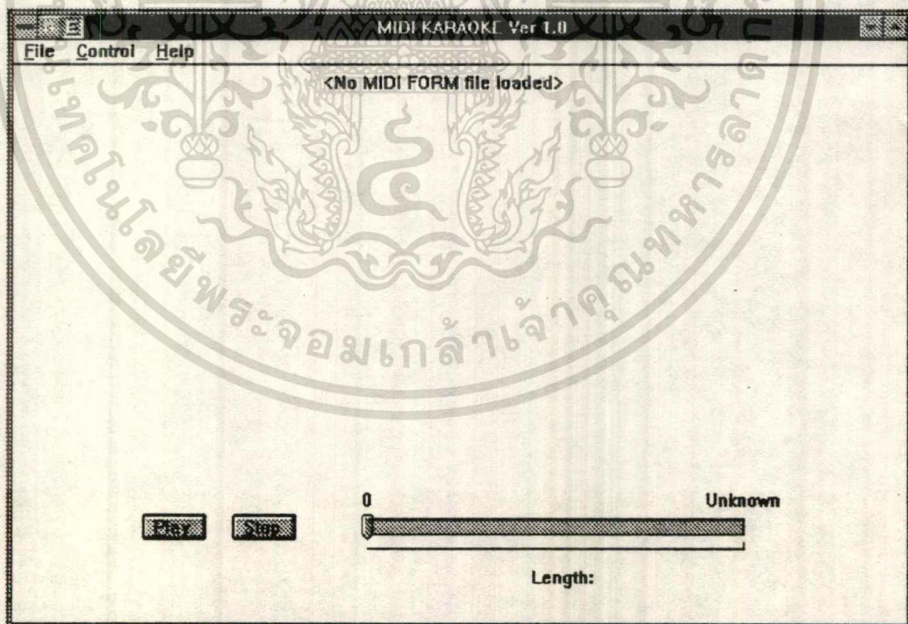 MIDI KARAOKE Ver 1.0
File Control Help
<No MIDI FORM file loaded>
เทคโนโลยีพระจอมเกล้าเจ้าคุณทหารลาด
0 Unknown
Play Stop
Length: